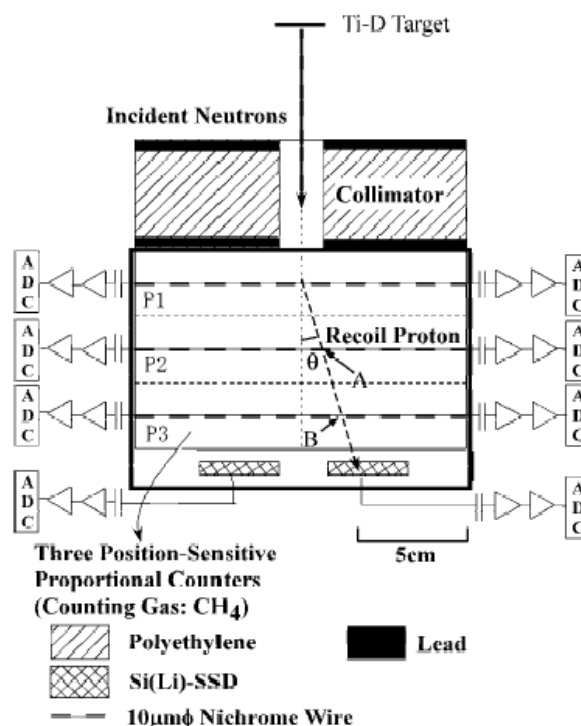 Ti-D Target
Incident Neutrons
Collimator
A
D
C
A
D
C
P1
Recoil Proton
A
D
C
θ
A
P2
A
D
C
A
D
C
B
P3
A
D
C
A
D
C
A
D
C
5cm
Three Position-Sensitive
Proportional Counters
(Counting Gas: CH4)
Polyethylene
Lead
Si(Li)-SSD
10μmϕ Nichrome Wire